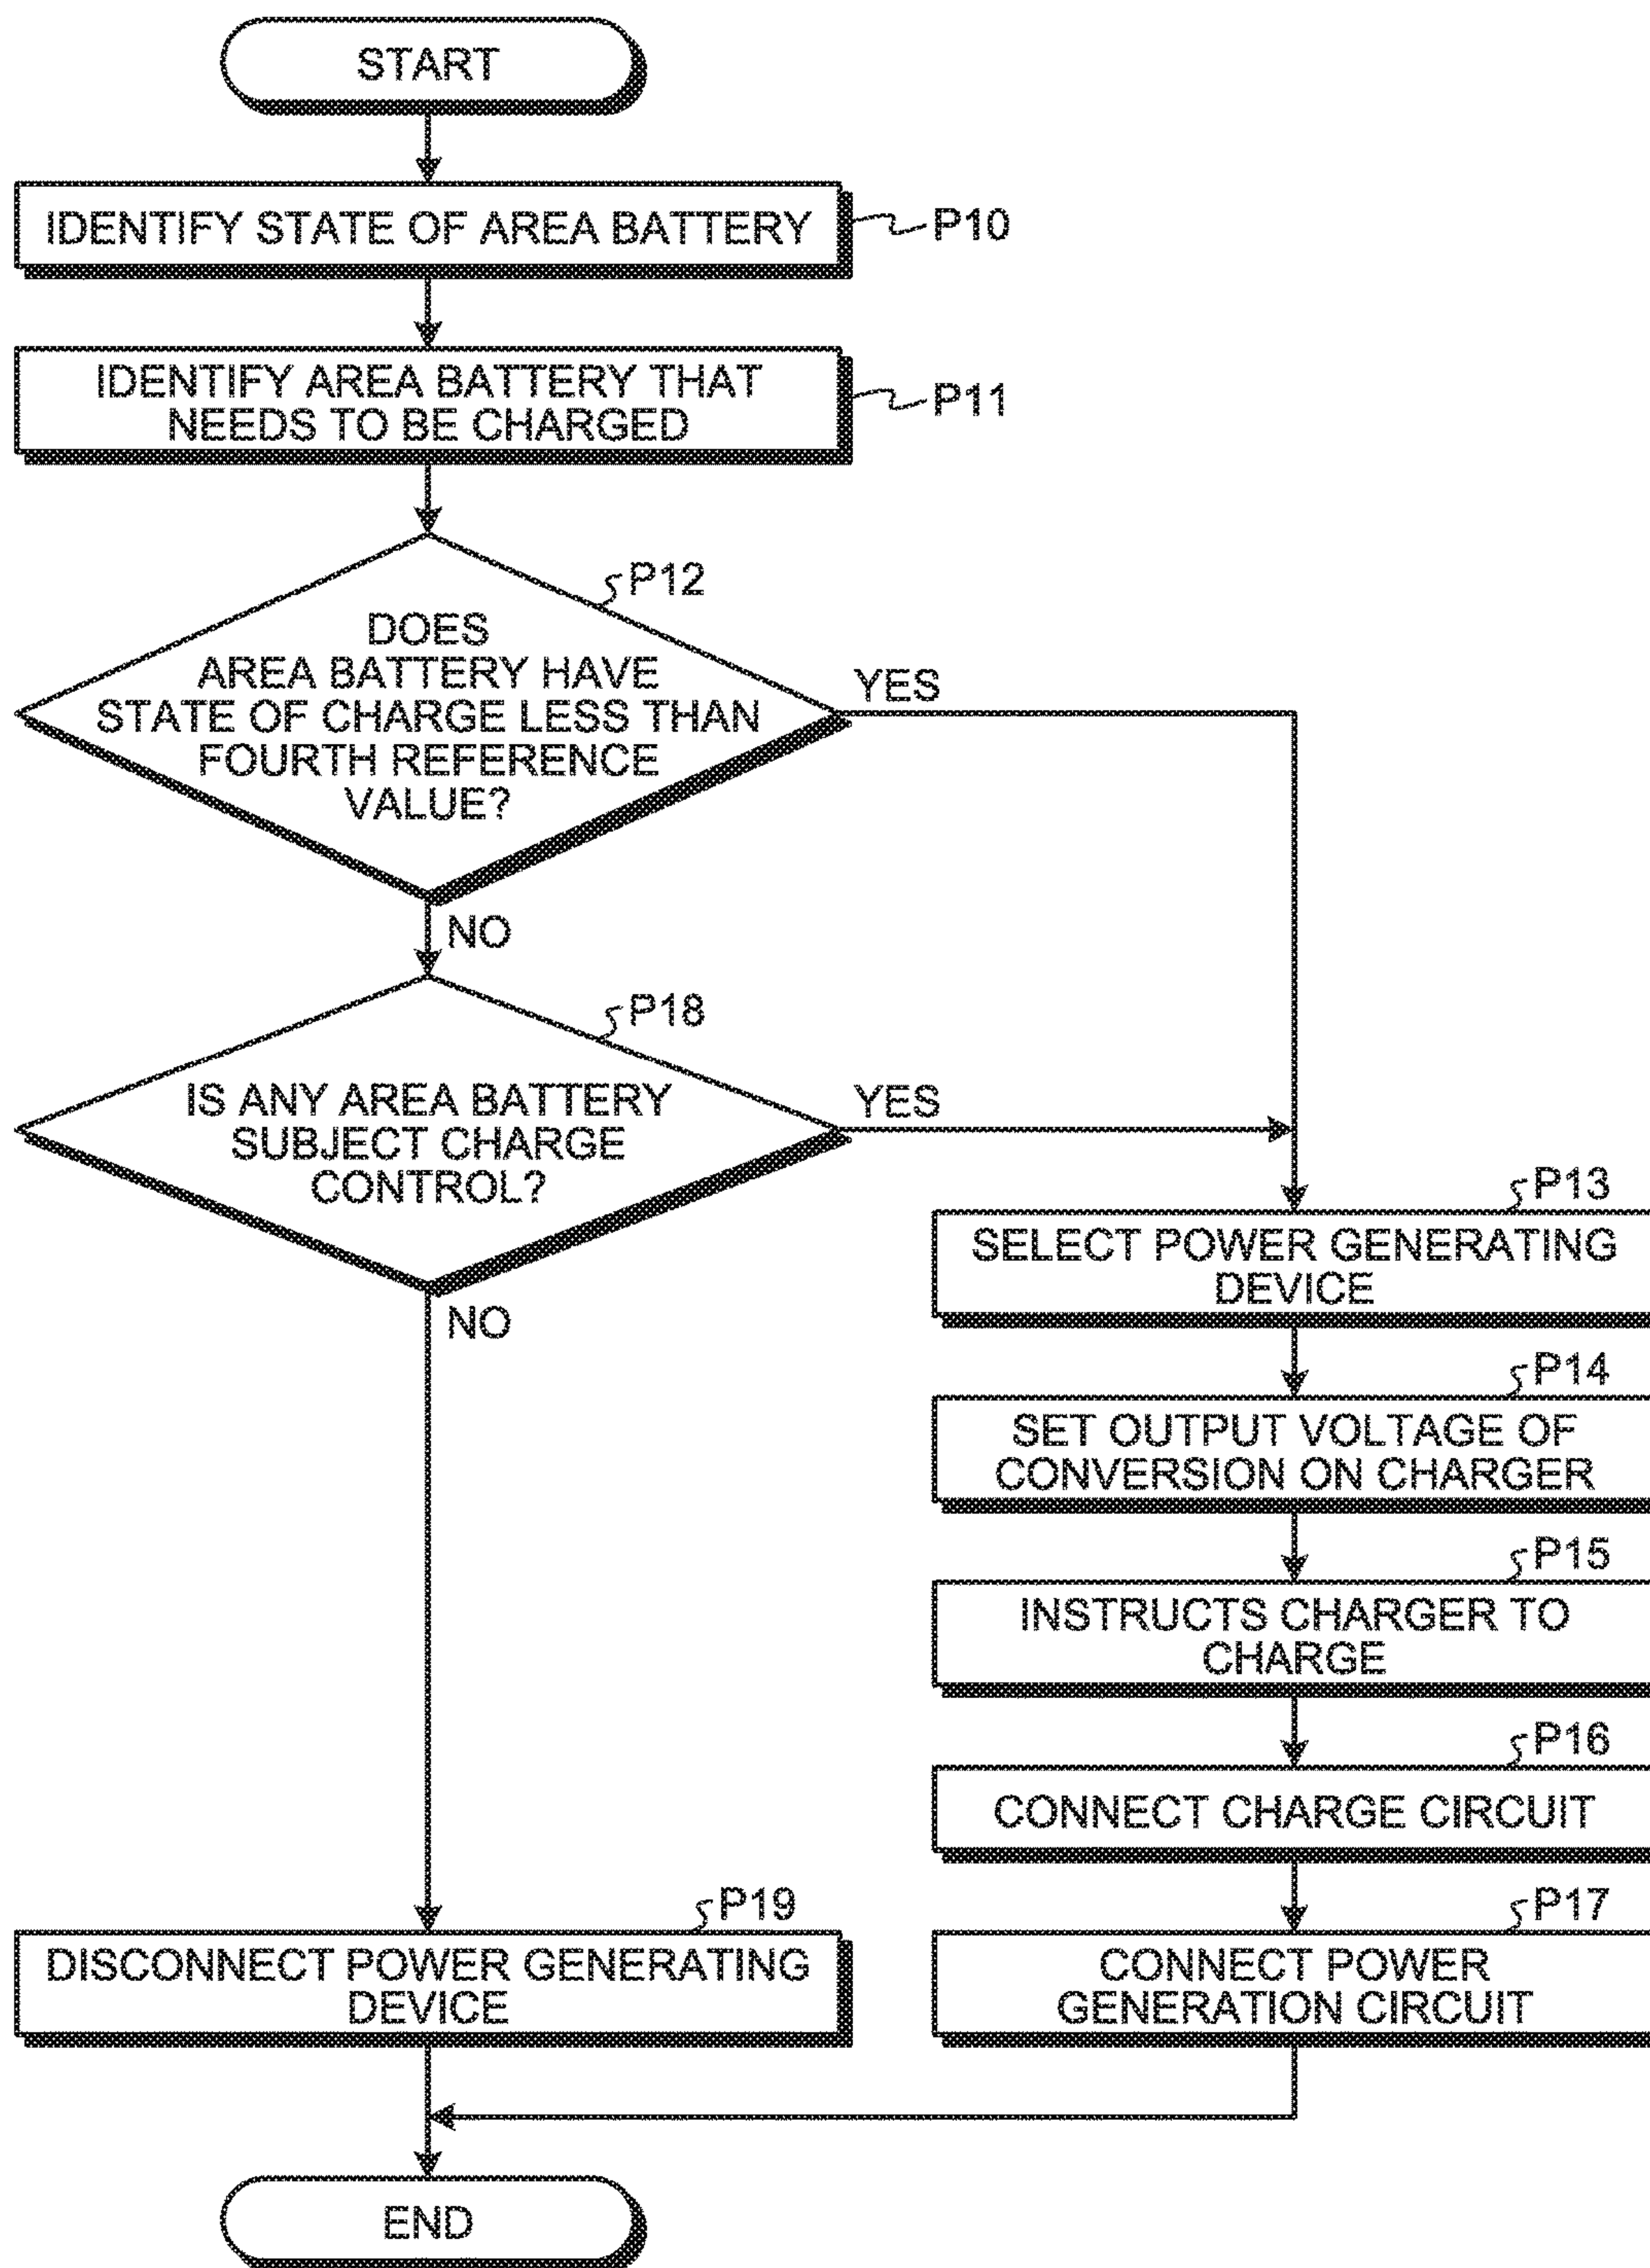 START
IDENTIFY STATE OF AREA BATTERY
P10
IDENTIFY AREA BATTERY THAT
NEEDS TO BE CHARGED
P11
P12
DOES
AREA BATTERY HAVE
STATE OF CHARGE LESS THAN
FOURTH REFERENCE
VALUE?
YES
NO
P18
IS ANY AREA BATTERY
SUBJECT CHARGE
CONTROL?
YES
NO
P13
SELECT POWER GENERATING
DEVICE
P14
SET OUTPUT VOLTAGE OF
CONVERSION ON CHARGER
P15
INSTRUCTS CHARGER TO
CHARGE
P16
CONNECT CHARGE CIRCUIT
P17
CONNECT POWER
GENERATION CIRCUIT
P19
DISCONNECT POWER GENERATING
DEVICE
END